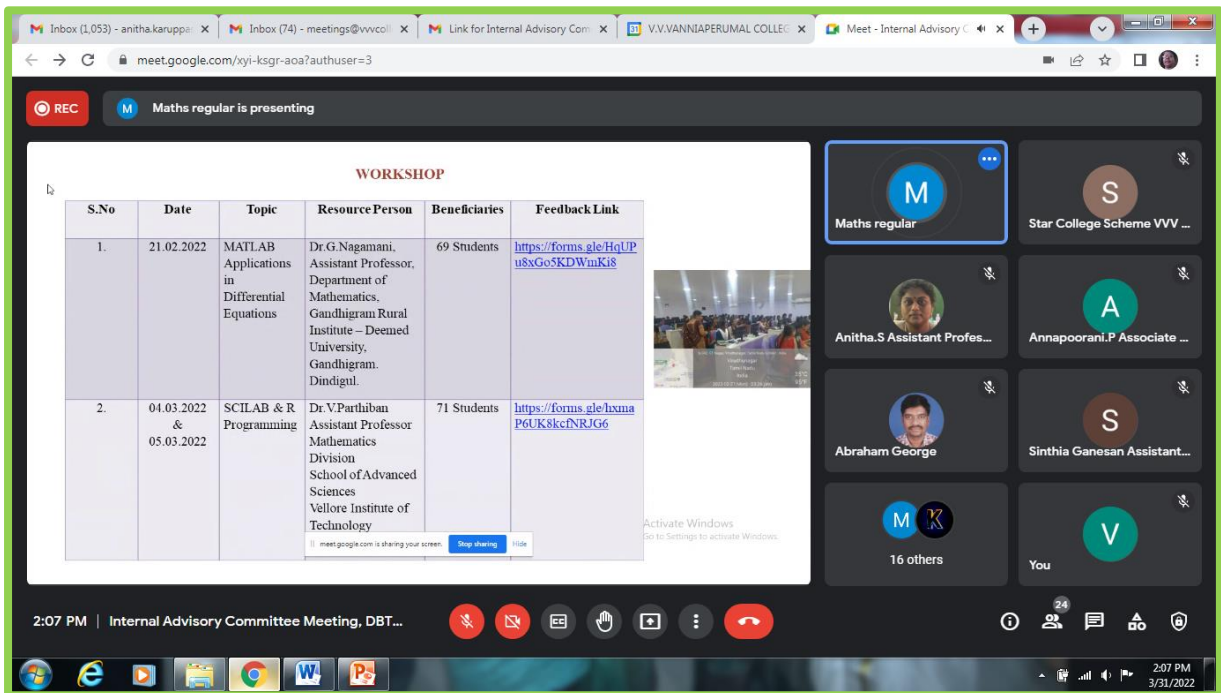 Inbox (1,053) - anitha.karuppa
Inbox (74) - meetings@vvvcoll
Link for Internal Advisory Com
V.V.VANNIAPERUMAL COLLEG
Meet - Internal Advisory C
meet.google.com/xyi-ksgr-aoa?authuser=3
REC
M
Maths regular is presenting
WORKSHOP
S.No Date Topic Resource Person Beneficiaries Feedback Link
1. 21.02.2022 MATLAB Dr.G.Nagamani, 69 Students https://forms.gle/HqUP
Applications Assistant Professor, u8xGo5KDWmKi8
in Department of
Differential Mathematics,
Equations Gandhigram Rural
Institute – Deemed
University,
Gandhigram.
Dindigul.
2. 04.03.2022 SCILAB & R Dr.V.Parthiban 71 Students https://forms.gle/hxma
& Programming Assistant Professor P6UK8kcfNRJG6
05.03.2022 Mathematics
Division
School of Advanced
Sciences
Vellore Institute of
Technology
meet.google.com is sharing your screen. Stop sharing Hide
Activate Windows
Go to Settings to activate Windows.
M
Maths regular
S
Star College Scheme VVV ...
Anitha.S Assistant Profes...
A
Annapoorani.P Associate ...
Abraham George
S
Sinthia Ganesan Assistant...
M K
16 others
V
You
2:07 PM | Internal Advisory Committee Meeting, DBT...
24
2:07 PM
3/31/2022